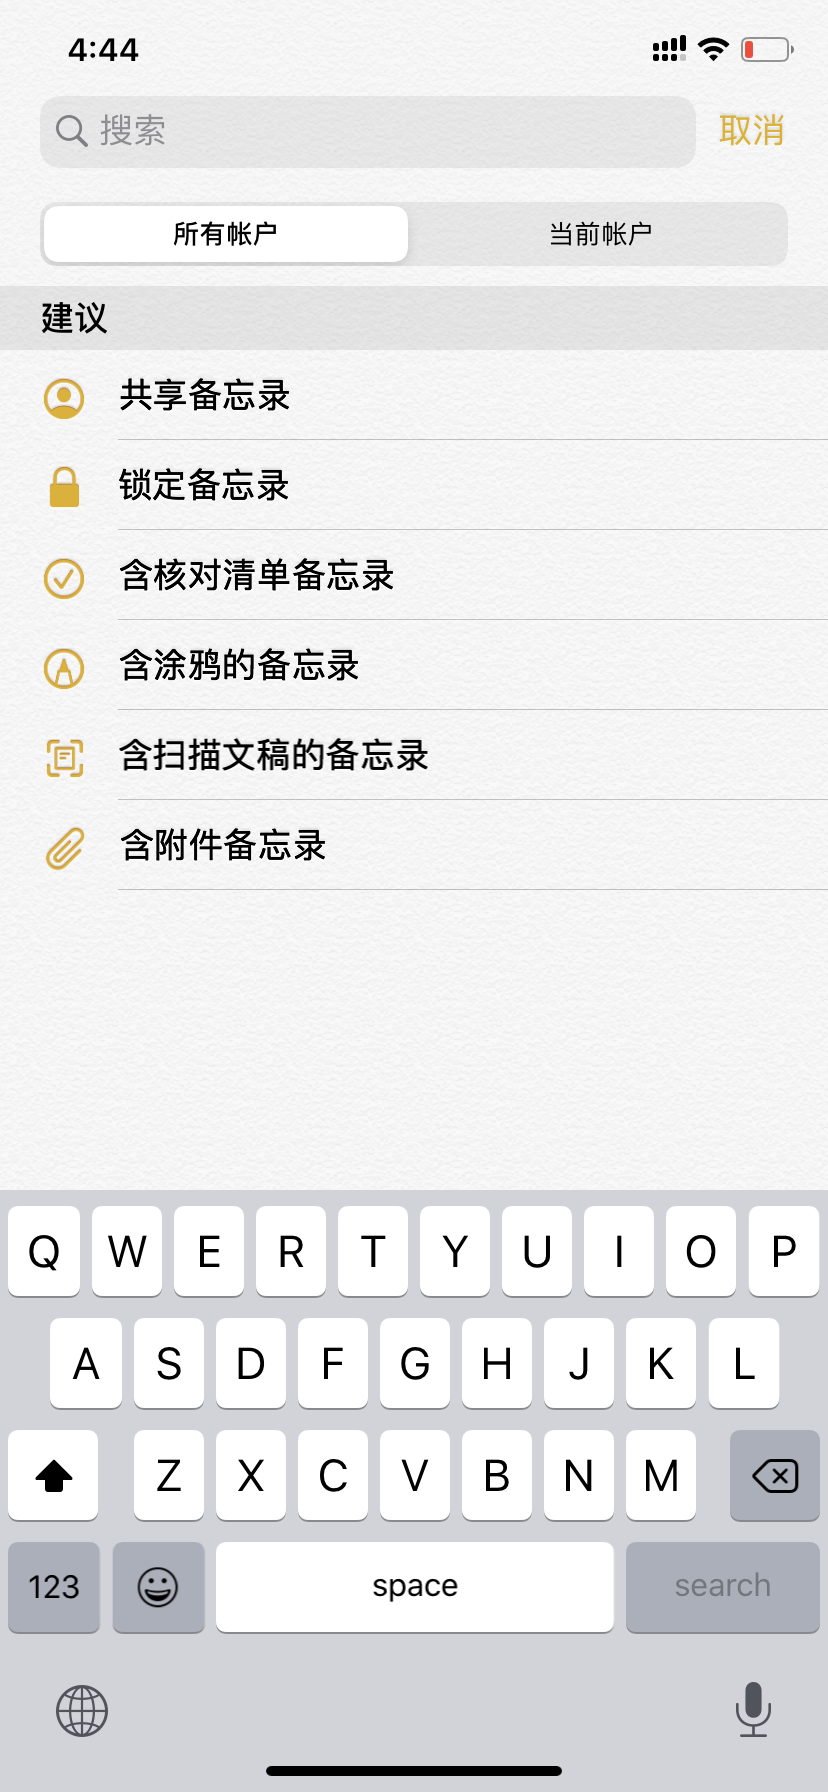 4:44
搜索 取消
所有帐户 当前帐户
建议
共享备忘录
锁定备忘录
含核对清单备忘录
含涂鸦的备忘录
含扫描文稿的备忘录
含附件备忘录
Q W E R T Y U I O P
A S D F G H J K L
Z X C V B N M
123 space search